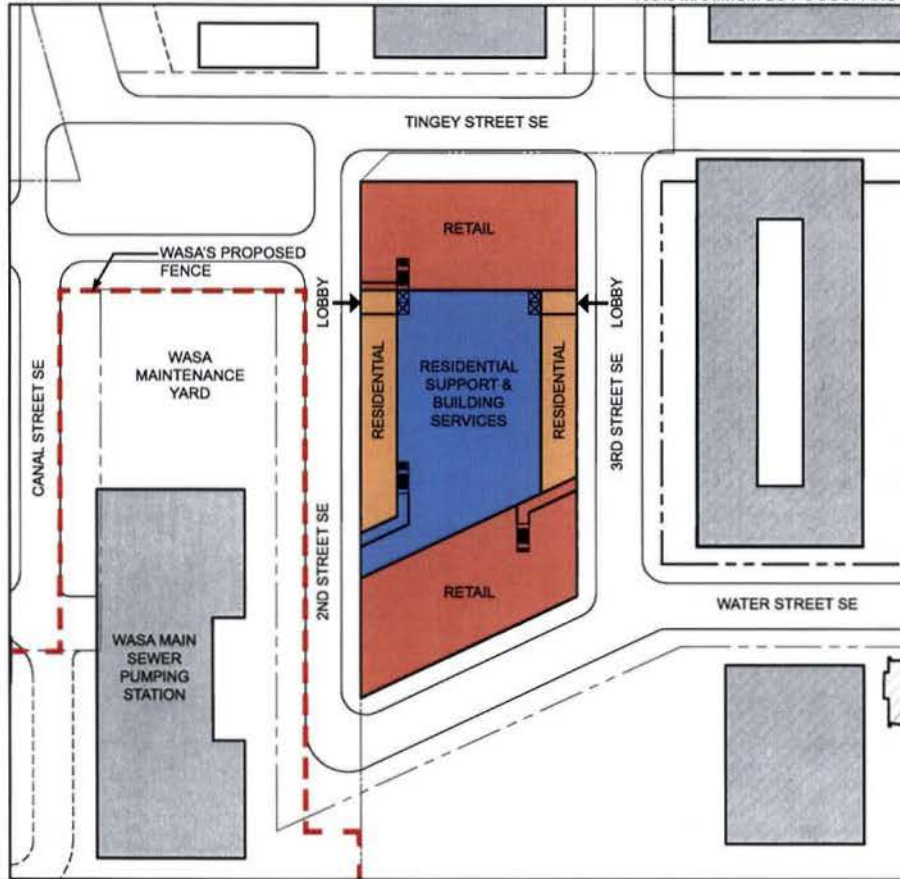 TINGEY STREET SE
RETAIL
WASA'S PROPOSED
FENCE
LOBBY
LOBBY
WASA
MAINTENANCE
YARD
RESIDENTIAL
RESIDENTIAL
SUPPORT &
BUILDING
SERVICES
RESIDENTIAL
CANAL STREET SE
3RD STREET SE
2ND STREET SE
RETAIL
WATER STREET SE
WASA MAIN
SEWER
PUMPING
STATION